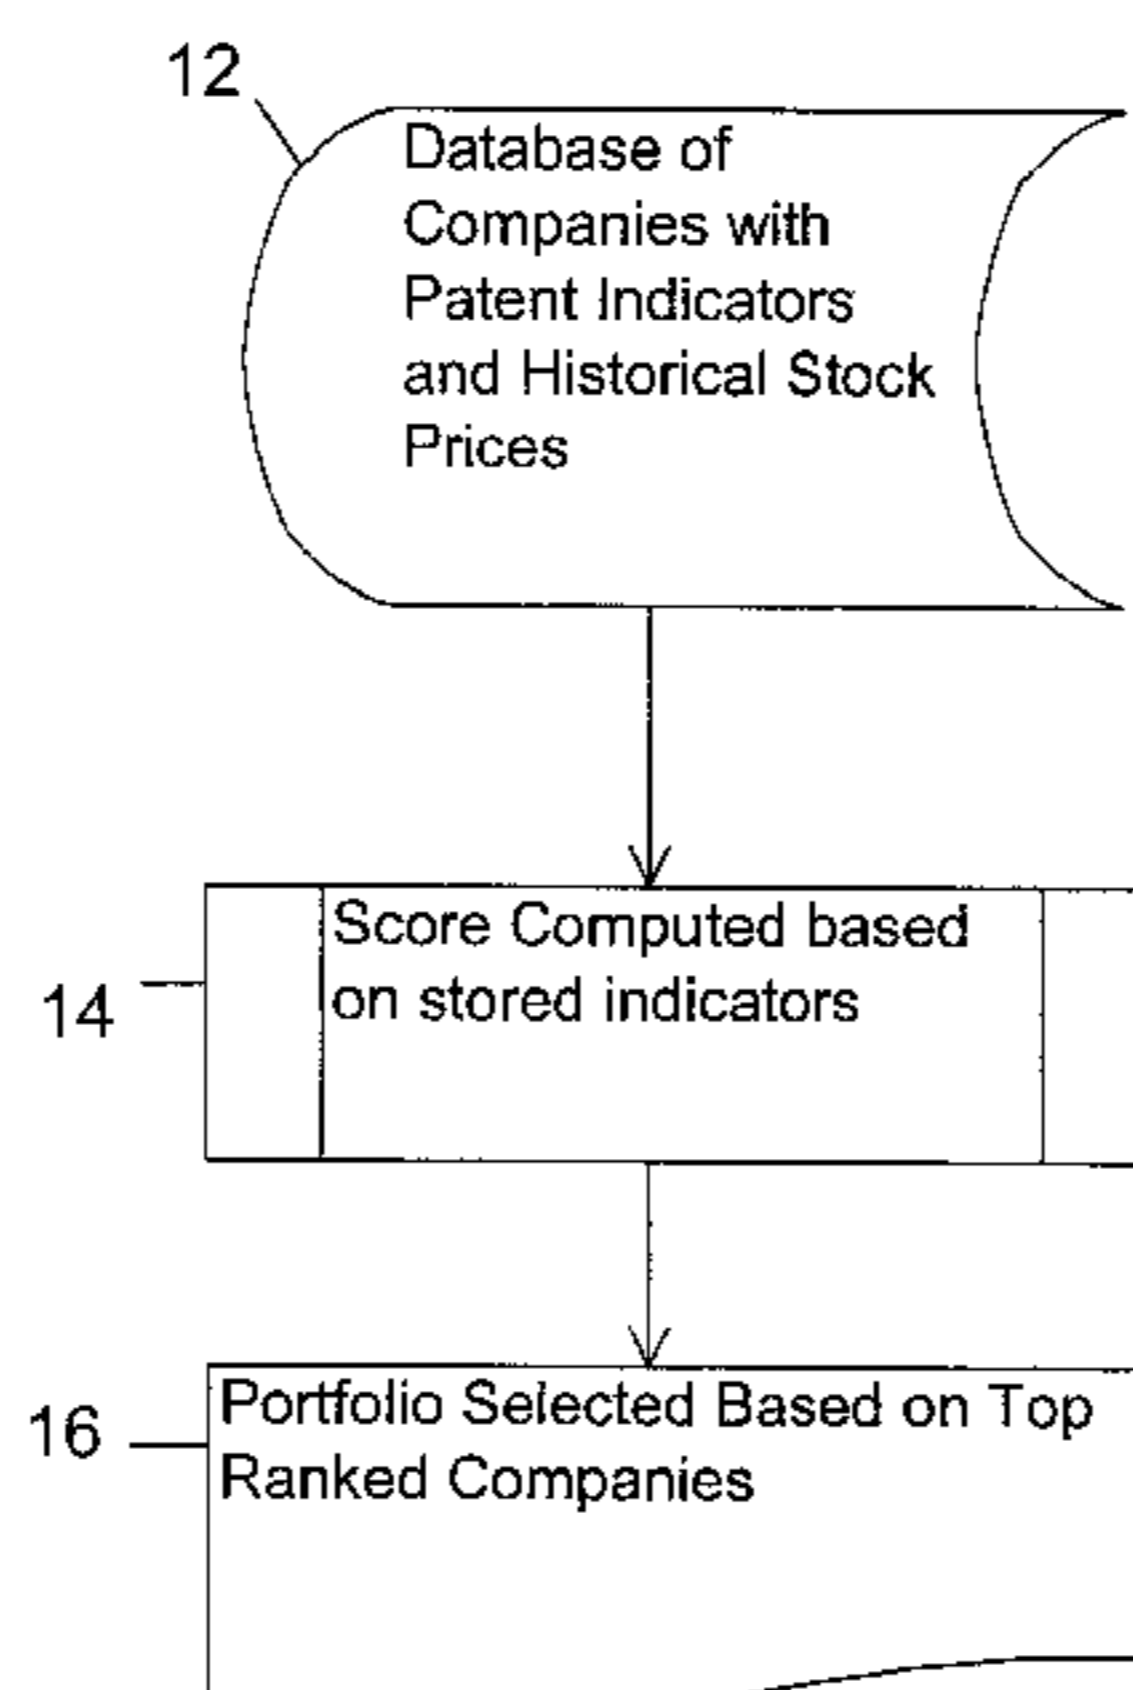 12
Database of
Companies with
Patent Indicators
and Historical Stock
Prices
14
Score Computed based
on stored indicators
16
Portfolio Selected Based on Top
Ranked Companies